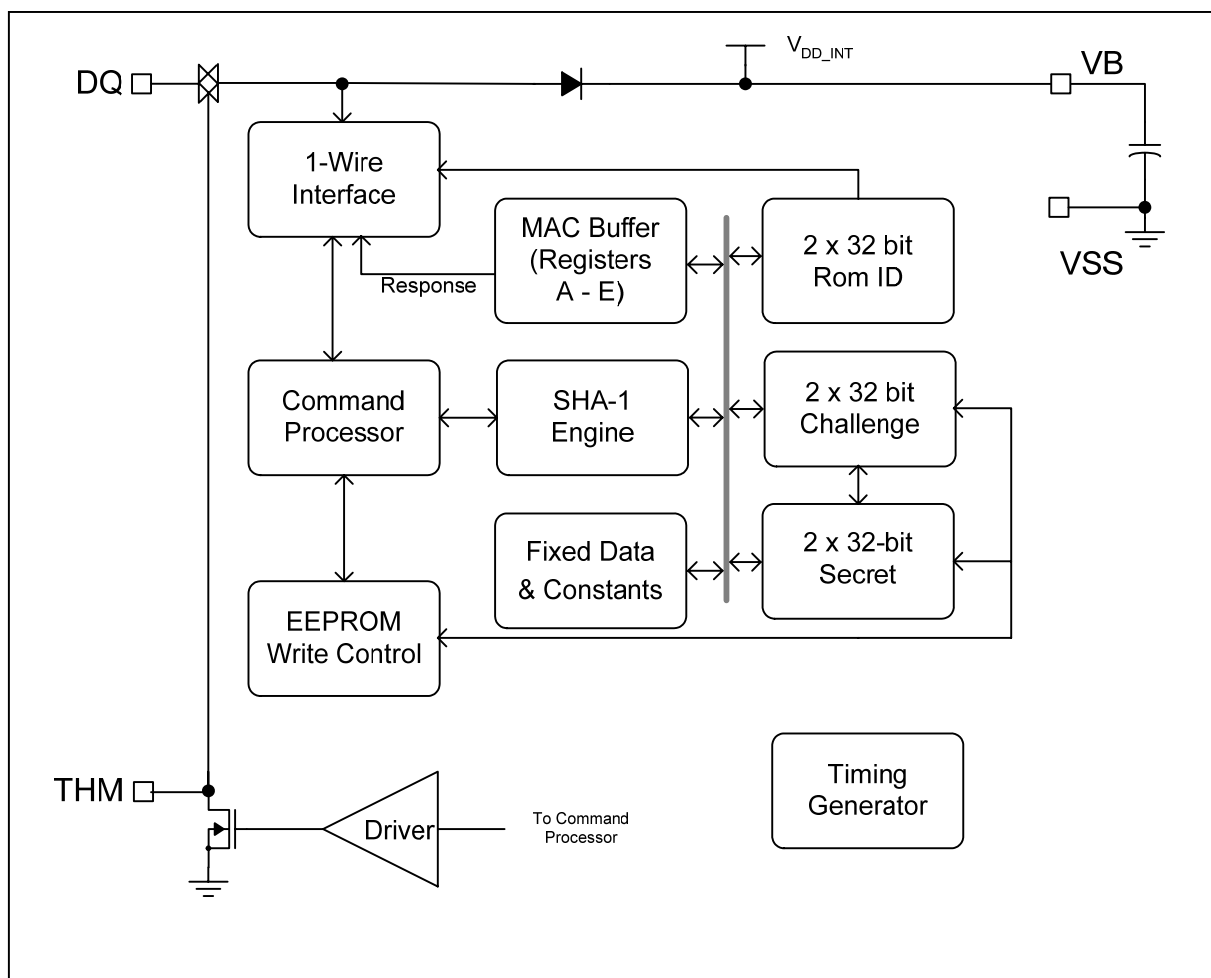 V_DD_INT
DQ
VB
1-Wire
Interface
MAC Buffer
(Registers
A - E)
2 x 32 bit
Rom ID
VSS
Response
Command
Processor
SHA-1
Engine
2 x 32 bit
Challenge
Fixed Data
& Constants
2 x 32-bit
Secret
EEPROM
Write Control
THM
Driver
To Command
Processor
Timing
Generator